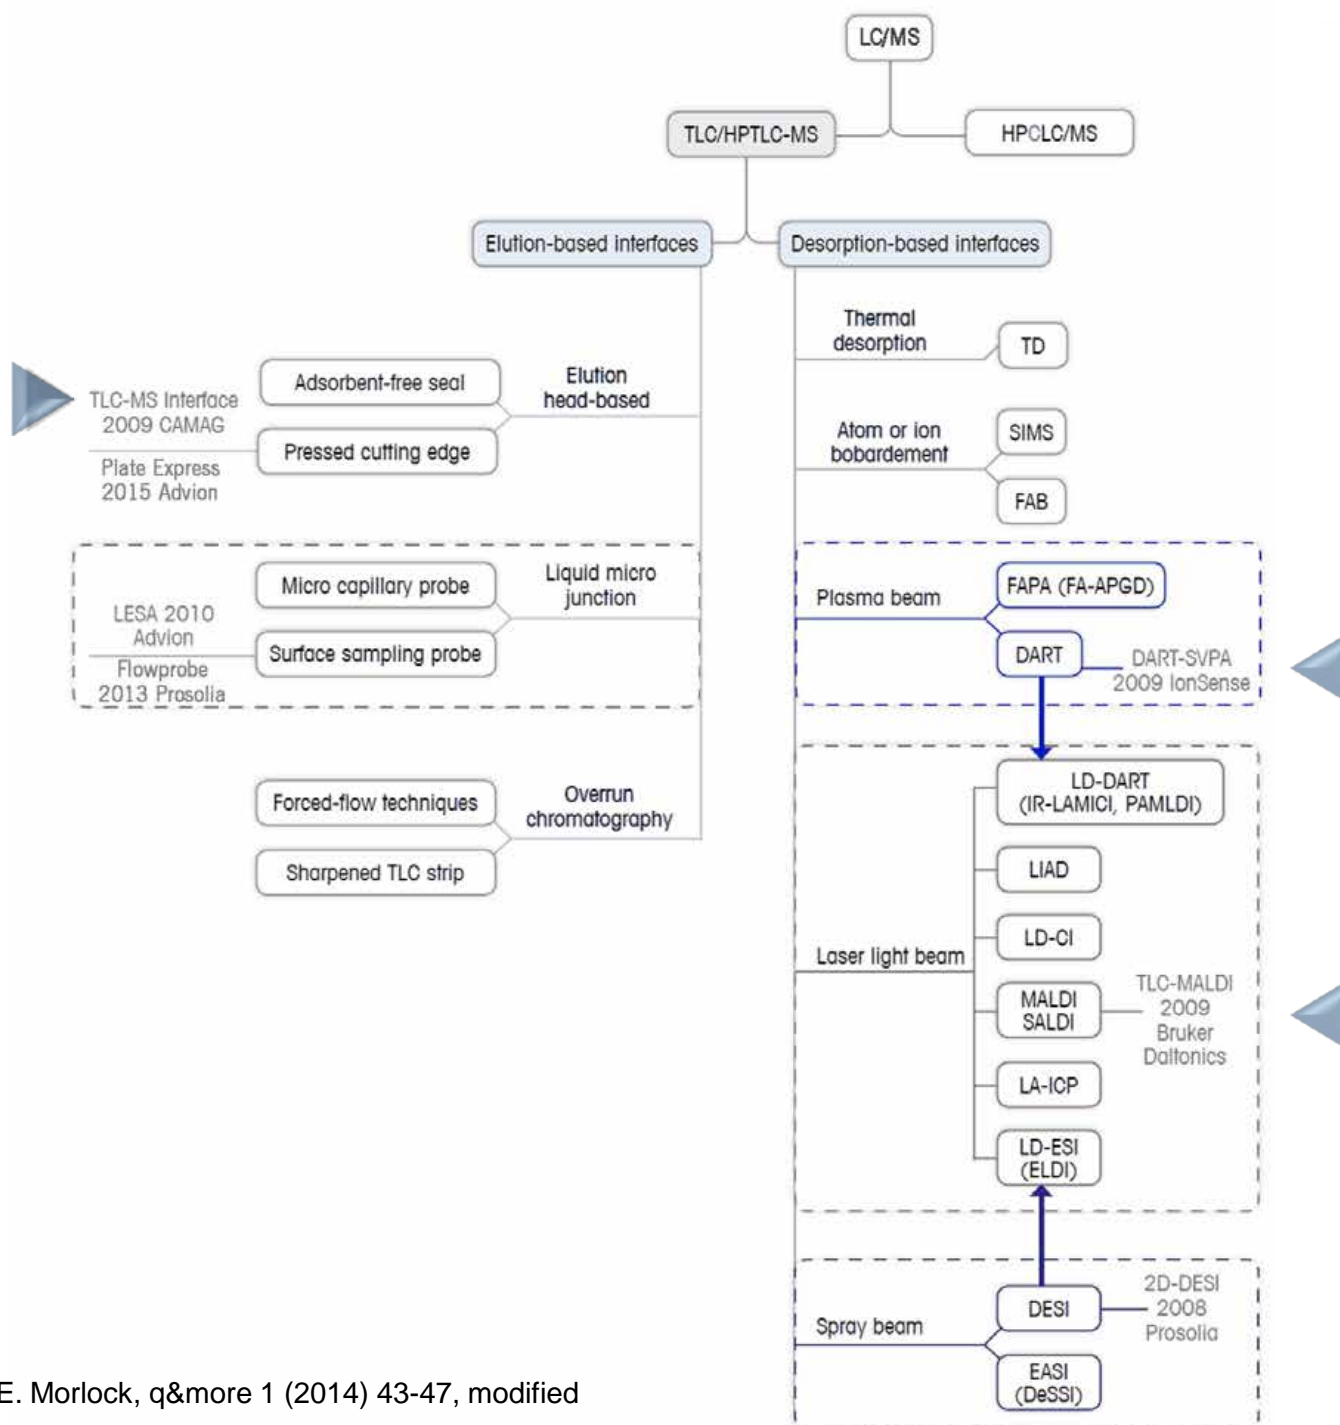 LC/MS
TLC/HPTLC-MS
HPCLC/MS
Elution-based interfaces
Desorption-based interfaces
Adsorbent-free seal
Elution
head-based
TLC-MS Interface
2009 CAMAG
Pressed cutting edge
Plate Express
2015 Advion
Micro capillary probe
Liquid micro
junction
LESA 2010
Advion
Surface sampling probe
Flowprobe
2013 Prosolia
Forced-flow techniques
Overrun
chromatography
Sharpened TLC strip
Thermal
desorption
TD
Atom or ion
bobardement
SIMS
FAB
Plasma beam
FAPA (FA-APGD)
DART
DART-SVPA
2009 IonSense
LD-DART
(IR-LAMICI, PAMLDI)
LIAD
LD-CI
Laser light beam
MALDI
SALDI
TLC-MALDI
2009
Bruker
Daltonics
LA-ICP
LD-ESI
(ELDI)
Spray beam
DESI
2D-DESI
2008
Prosolia
EASI
(DeSSI)
E. Morlock, q&more 1 (2014) 43-47, modified